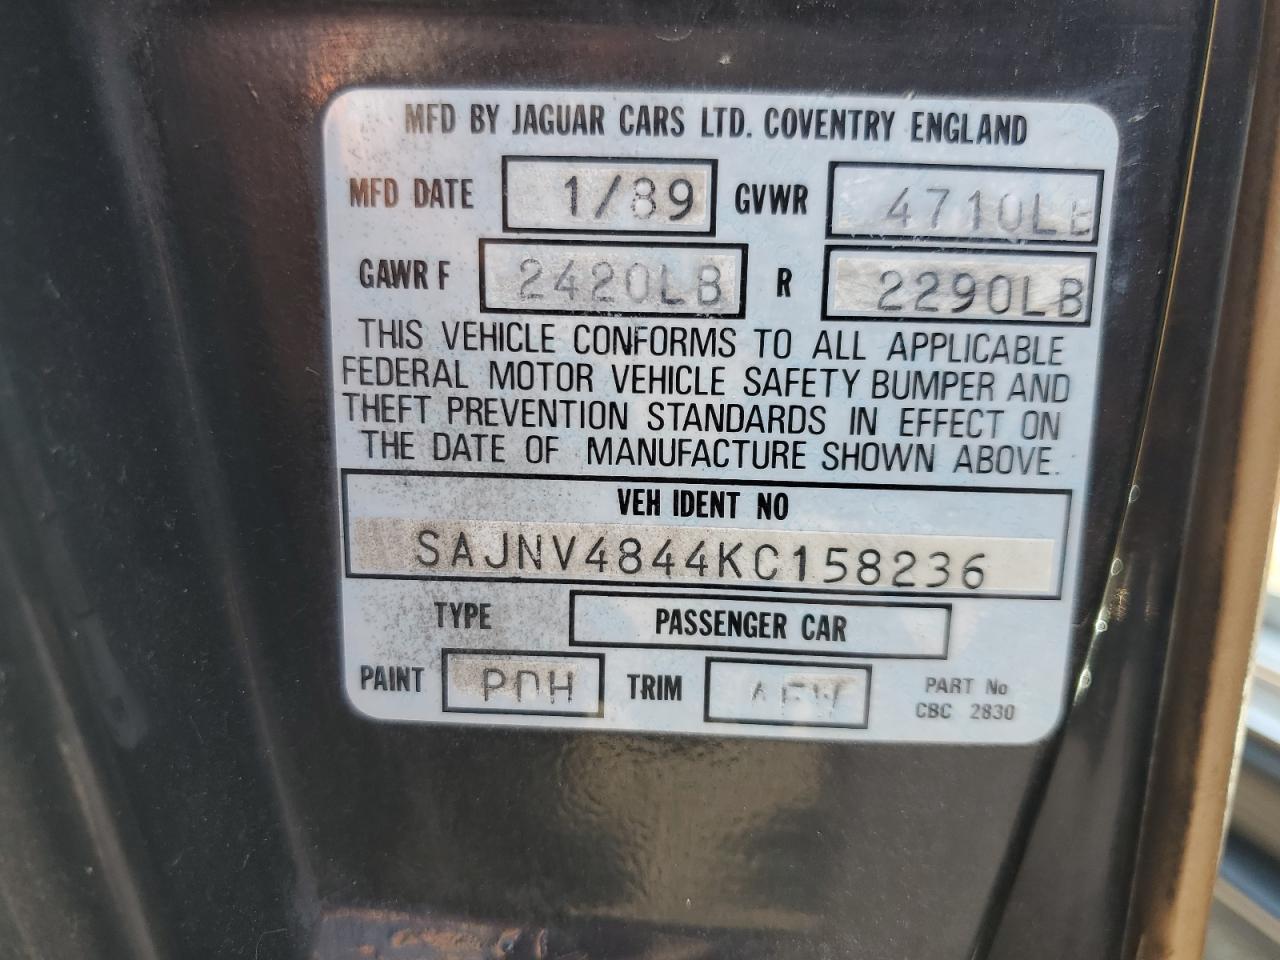 MFD BY JAGUAR CARS LTD. COVENTRY ENGLAND
MFD DATE 1/89 GVWR 4710LB
GAWR F 2420LB R 2290LB
THIS VEHICLE CONFORMS TO ALL APPLICABLE
FEDERAL MOTOR VEHICLE SAFETY BUMPER AND
THEFT PREVENTION STANDARDS IN EFFECT ON
THE DATE OF MANUFACTURE SHOWN ABOVE.
VEH IDENT NO
SAJNV4844KC158236
TYPE PASSENGER CAR
PAINT PDH TRIM
PART No
CBC 2830